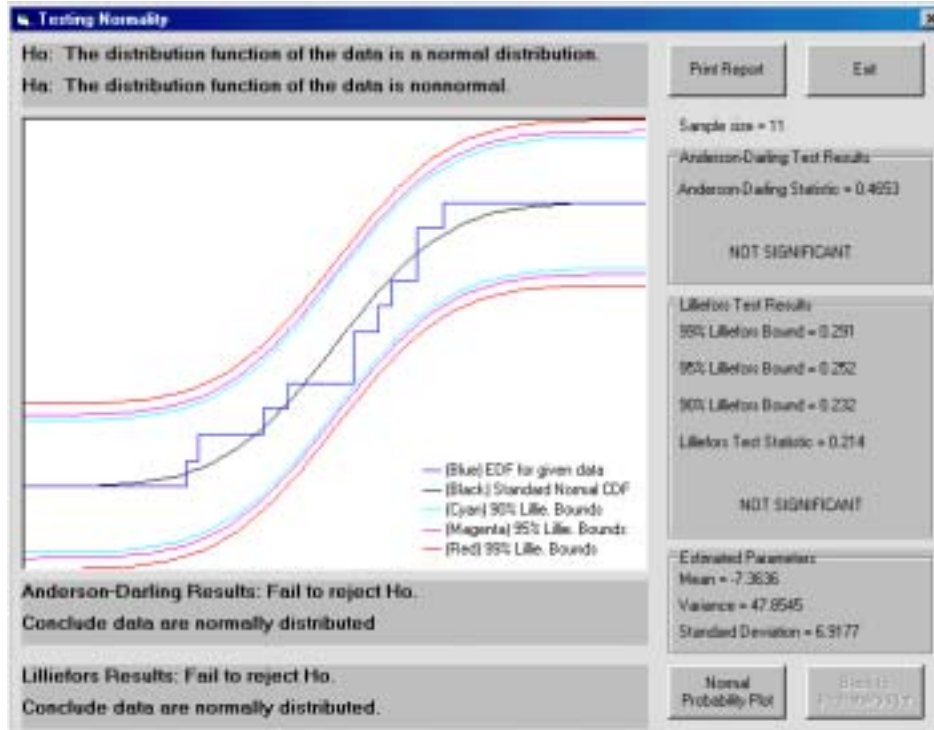 Testing Normality
Ho: The distribution function of the data is a normal distribution.
Ha: The distribution function of the data is nonnormal.
Print Report
Exit
Sample size = 11
Anderson-Darling Test Results
Anderson-Darling Statistic = 0.4653
NOT SIGNIFICANT
Lilliefors Test Results
99% Lilliefors Bound = 0.291
95% Lilliefors Bound = 0.252
90% Lilliefors Bound = 0.232
Lilliefors Test Statistic = 0.214
NOT SIGNIFICANT
(Blue) EDF for given data
(Black) Standard Normal CDF
(Cyan) 90% Lillie. Bounds
(Magenta) 95% Lillie. Bounds
(Red) 99% Lillie. Bounds
Estimated Parameters
Mean = -7.3636
Variance = 47.8545
Standard Deviation = 6.9177
Anderson-Darling Results: Fail to reject Ho.
Conclude data are normally distributed
Lilliefors Results: Fail to reject Ho.
Conclude data are normally distributed.
Normal
Probability Plot